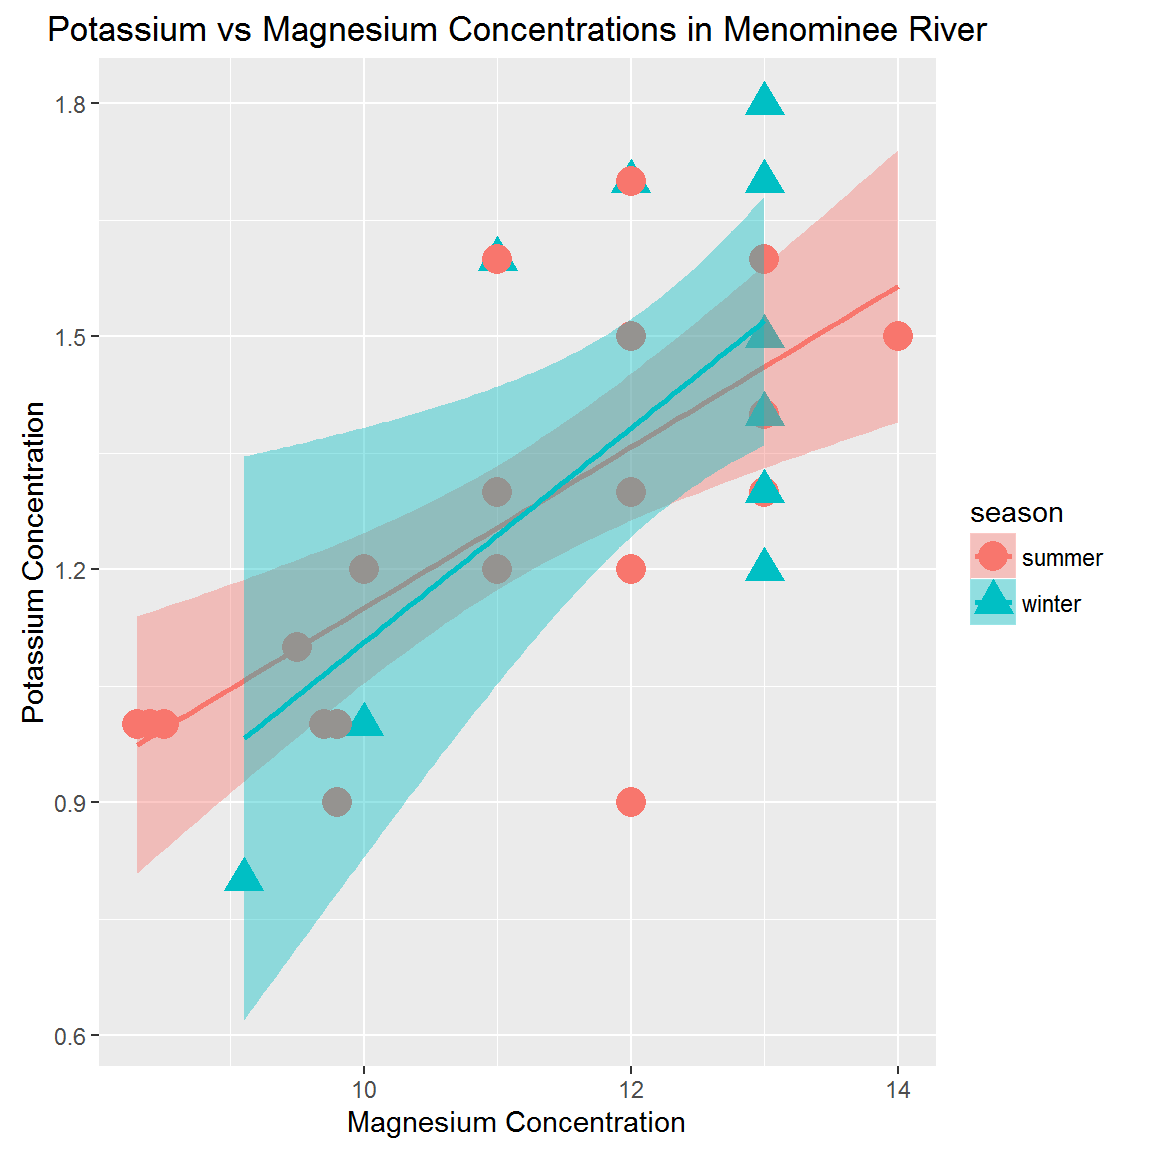 Potassium vs Magnesium Concentrations in Menominee River
1.8
1.5
1.2
0.9
0.6
Potassium Concentration
10 12 14
Magnesium Concentration
season
summer
winter